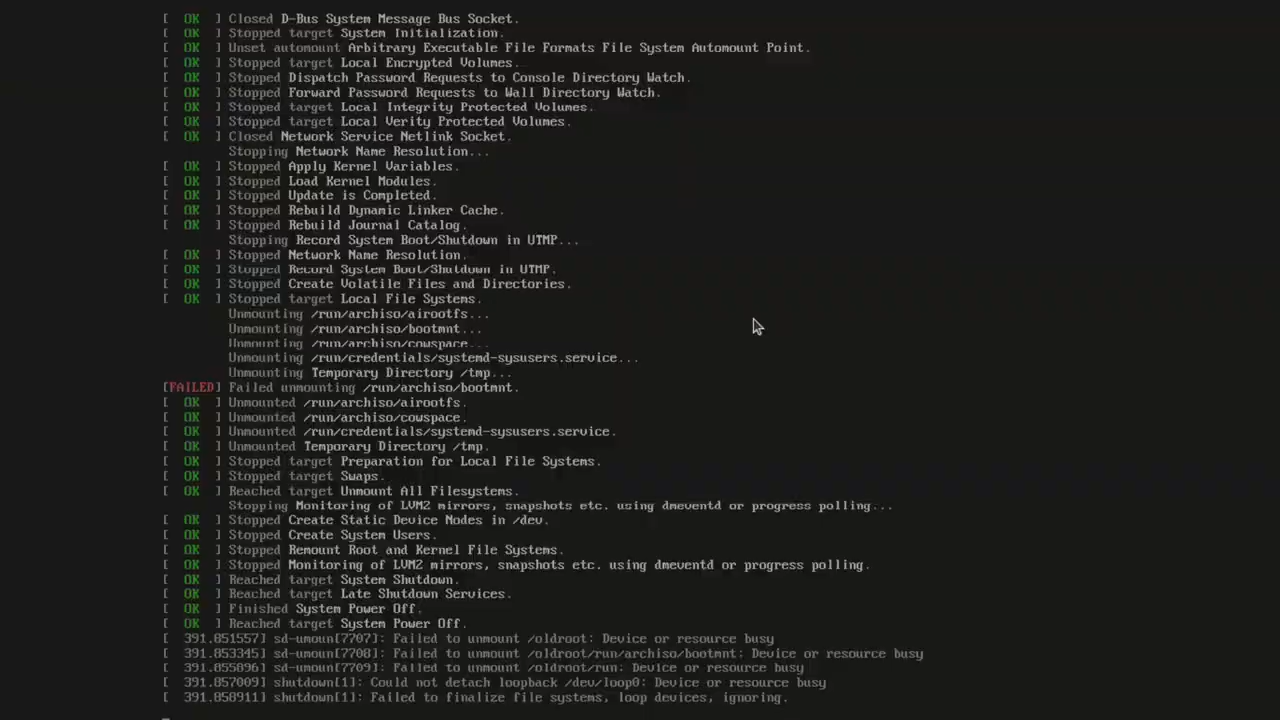 [  OK  ] Closed D-Bus System Message Bus Socket.
[  OK  ] Stopped target System Initialization.
[  OK  ] Unset automount Arbitrary Executable File Formats File System Automount Point.
[  OK  ] Stopped target Local Encrypted Volumes.
[  OK  ] Stopped Dispatch Password Requests to Console Directory Watch.
[  OK  ] Stopped Forward Password Requests to Wall Directory Watch.
[  OK  ] Stopped target Local Integrity Protected Volumes.
[  OK  ] Stopped target Local Verity Protected Volumes.
[  OK  ] Closed Network Service Netlink Socket.
Stopping Network Name Resolution...
[  OK  ] Stopped Apply Kernel Variables.
[  OK  ] Stopped Load Kernel Modules.
[  OK  ] Stopped Update is Completed.
[  OK  ] Stopped Rebuild Dynamic Linker Cache.
[  OK  ] Stopped Rebuild Journal Catalog.
Stopping Record System Boot/Shutdown in UTMP...
[  OK  ] Stopped Network Name Resolution.
[  OK  ] Stopped Record System Boot/Shutdown in UTMP.
[  OK  ] Stopped Create Volatile Files and Directories.
[  OK  ] Stopped target Local File Systems.
Unmounting /run/archiso/airootfs...
Unmounting /run/archiso/bootmnt...
Unmounting /run/archiso/cowspace...
Unmounting /run/credentials/systemd-sysusers.service...
Unmounting Temporary Directory /tmp...
[FAILED] Failed unmounting /run/archiso/bootmnt.
[  OK  ] Unmounted /run/archiso/airootfs.
[  OK  ] Unmounted /run/archiso/cowspace.
[  OK  ] Unmounted /run/credentials/systemd-sysusers.service.
[  OK  ] Unmounted Temporary Directory /tmp.
[  OK  ] Stopped target Preparation for Local File Systems.
[  OK  ] Stopped target Swaps.
[  OK  ] Reached target Unmount All Filesystems.
Stopping Monitoring of LVM2 mirrors, snapshots etc. using dmeventd or progress polling...
[  OK  ] Stopped Create Static Device Nodes in /dev.
[  OK  ] Stopped Create System Users.
[  OK  ] Stopped Remount Root and Kernel File Systems.
[  OK  ] Stopped Monitoring of LVM2 mirrors, snapshots etc. using dmeventd or progress polling.
[  OK  ] Reached target System Shutdown.
[  OK  ] Reached target Late Shutdown Services.
[  OK  ] Finished System Power Off.
[  OK  ] Reached target System Power Off.
[  391.851557] sd-umoun[7707]: Failed to unmount /oldroot: Device or resource busy
[  391.853345] sd-umoun[7708]: Failed to unmount /oldroot/run/archiso/bootmnt: Device or resource busy
[  391.855096] sd-umoun[7709]: Failed to unmount /oldroot/run: Device or resource busy
[  391.857009] shutdown[1]: Could not detach loopback /dev/loop0: Device or resource busy
[  391.858911] shutdown[1]: Failed to finalize file systems, loop devices, ignoring.